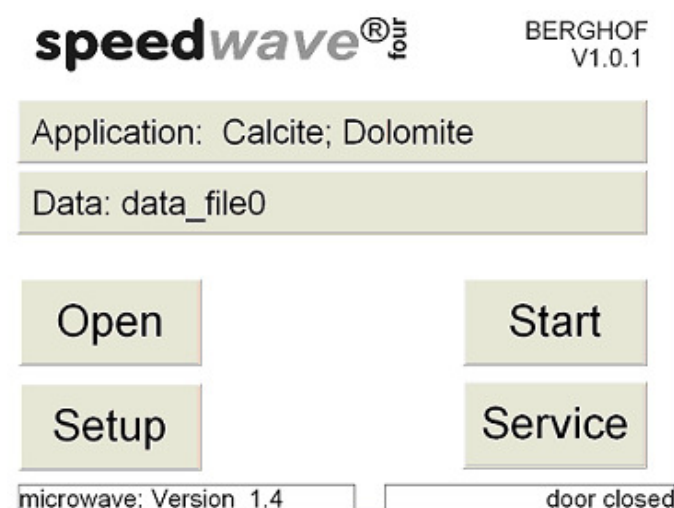 speedwave® four
BERGHOF
V1.0.1
Application: Calcite; Dolomite
Data: data_file0
Open
Start
Setup
Service
microwave; Version 1.4
door closed